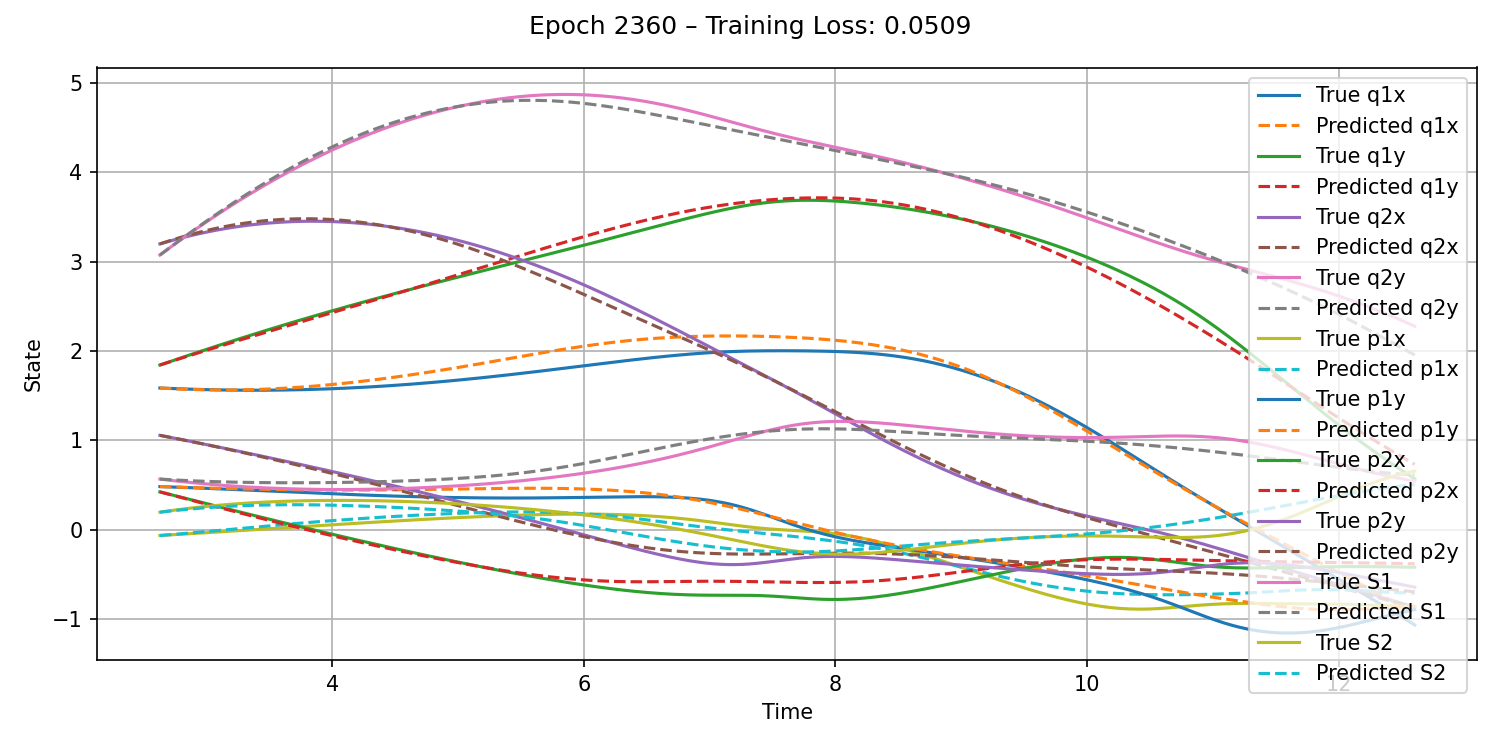 Epoch 2360 – Training Loss: 0.0509
5
4
3
2
1
0
−1
State
4
6
8
10
12
Time
True q1x
Predicted q1x
True q1y
Predicted q1y
True q2x
Predicted q2x
True q2y
Predicted q2y
True p1x
Predicted p1x
True p1y
Predicted p1y
True p2x
Predicted p2x
True p2y
Predicted p2y
True S1
Predicted S1
True S2
Predicted S2